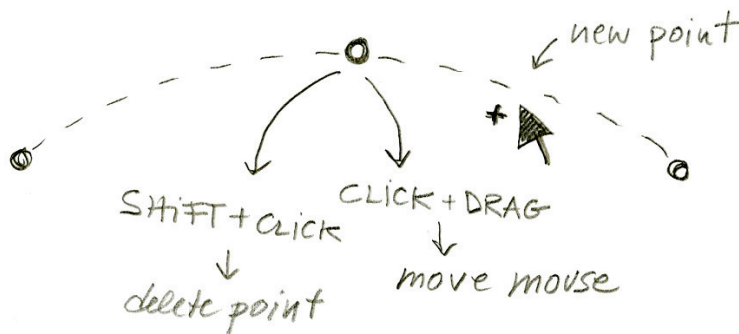 new point
SHiFT + CLiCK
CLiCK + DRAG
delete point
move mouse